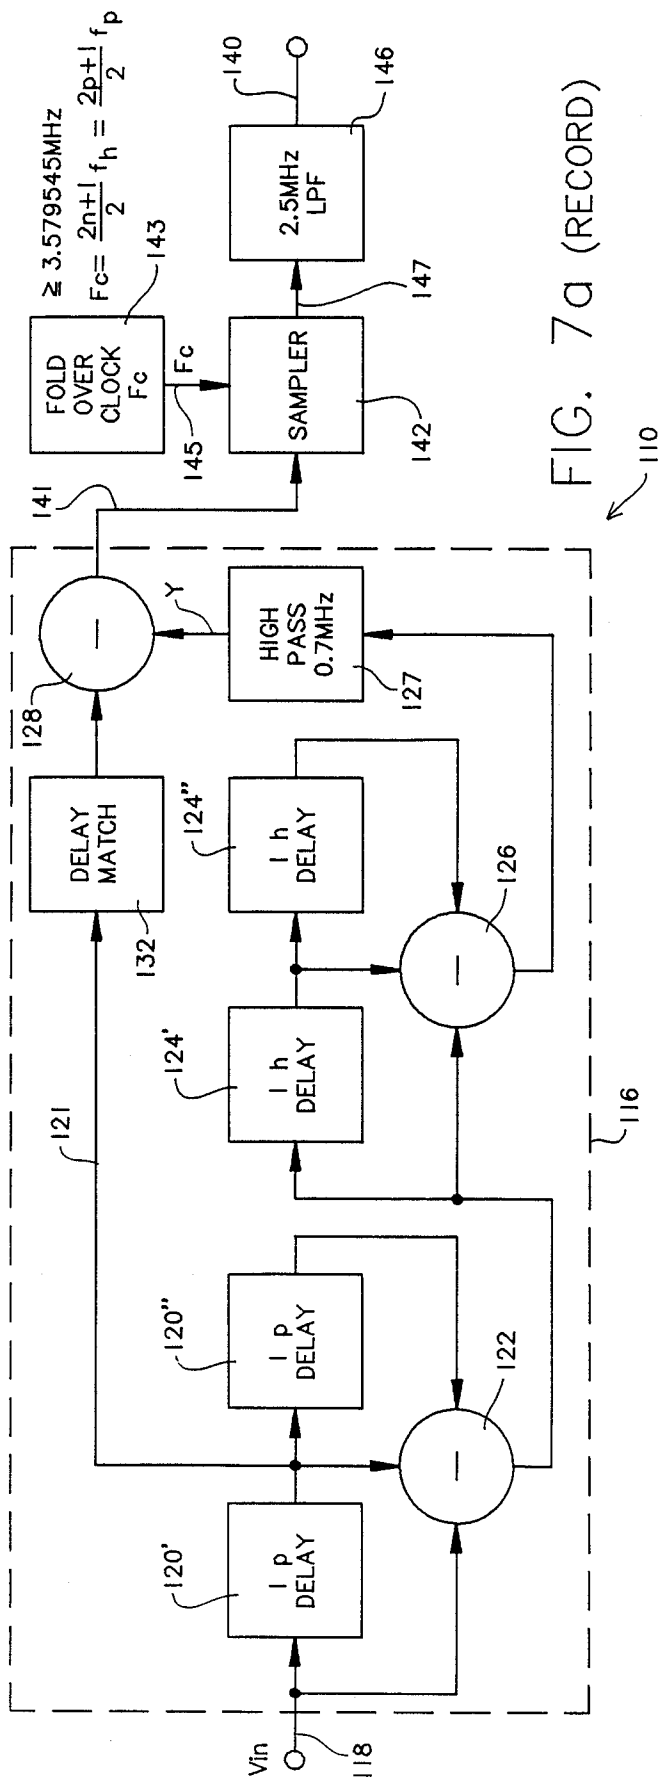 ≥ 3.579545MHz
Fc = (2n+1)/2 f_h = (2p+1)/2 f_p
Vin
118
120'
1 p
DELAY
120"
1 p
DELAY
122
121
124'
1 h
DELAY
124"
1 h
DELAY
126
132
DELAY
MATCH
128
−
−
−
Y
HIGH
PASS
0.7MHz
127
116
141
FOLD
OVER
CLOCK
Fc
143
145
Fc
SAMPLER
142
147
2.5MHz
LPF
146
140
110
FIG. 7a (RECORD)